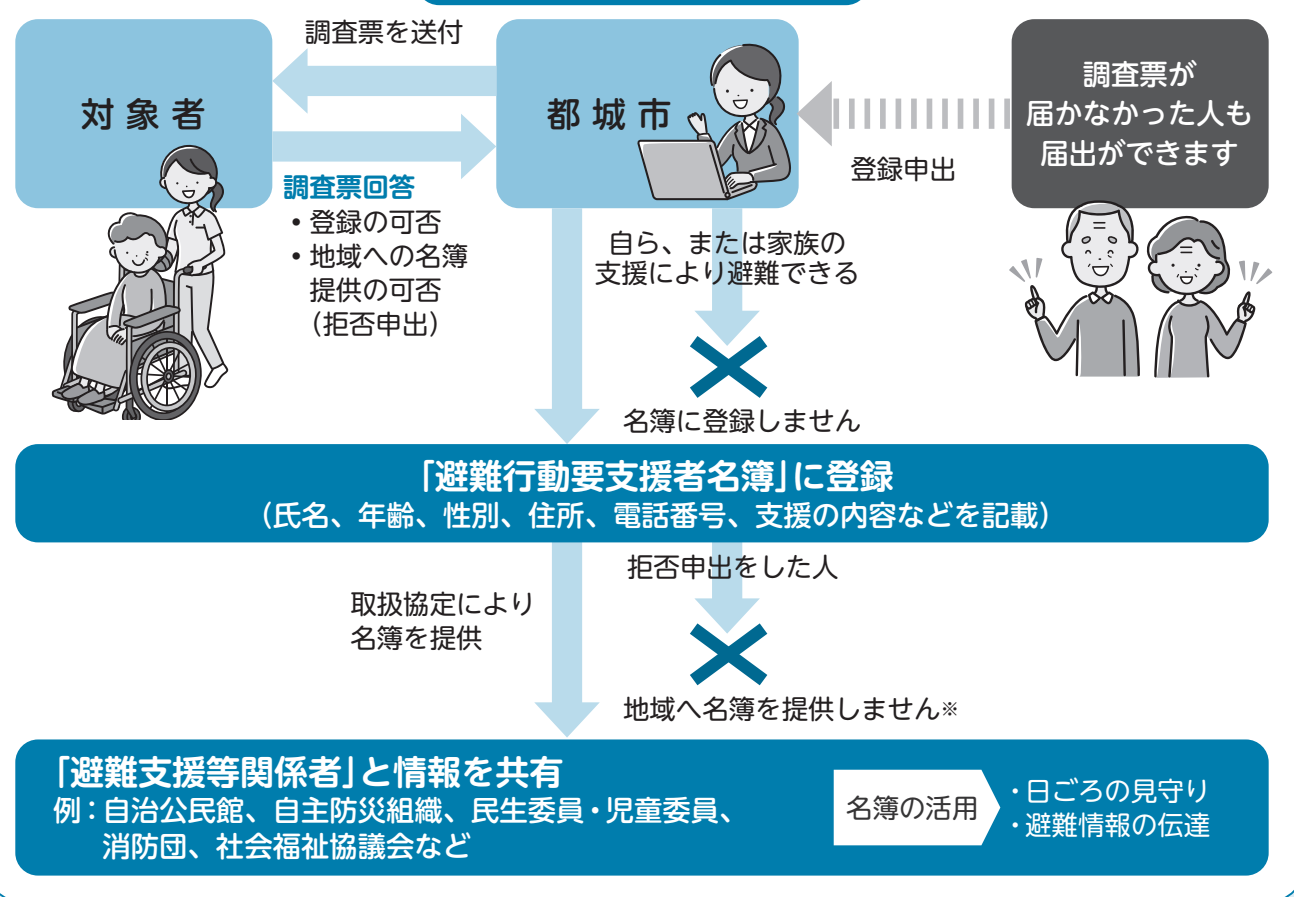 調査票を送付
対象者
都城市
調査票が
届かなかった人も
届出ができます
登録申出
調査票回答
・登録の可否
・地域への名簿
提供の可否
（拒否申出）
自ら、または家族の
支援により避難できる
名簿に登録しません
「避難行動要支援者名簿」に登録
（氏名、年齢、性別、住所、電話番号、支援の内容などを記載）
拒否申出をした人
取扱協定により
名簿を提供
地域へ名簿を提供しません※
「避難支援等関係者」と情報を共有
例：自治公民館、自主防災組織、民生委員・児童委員、
消防団、社会福祉協議会など
名簿の活用
・日ごろの見守り
・避難情報の伝達